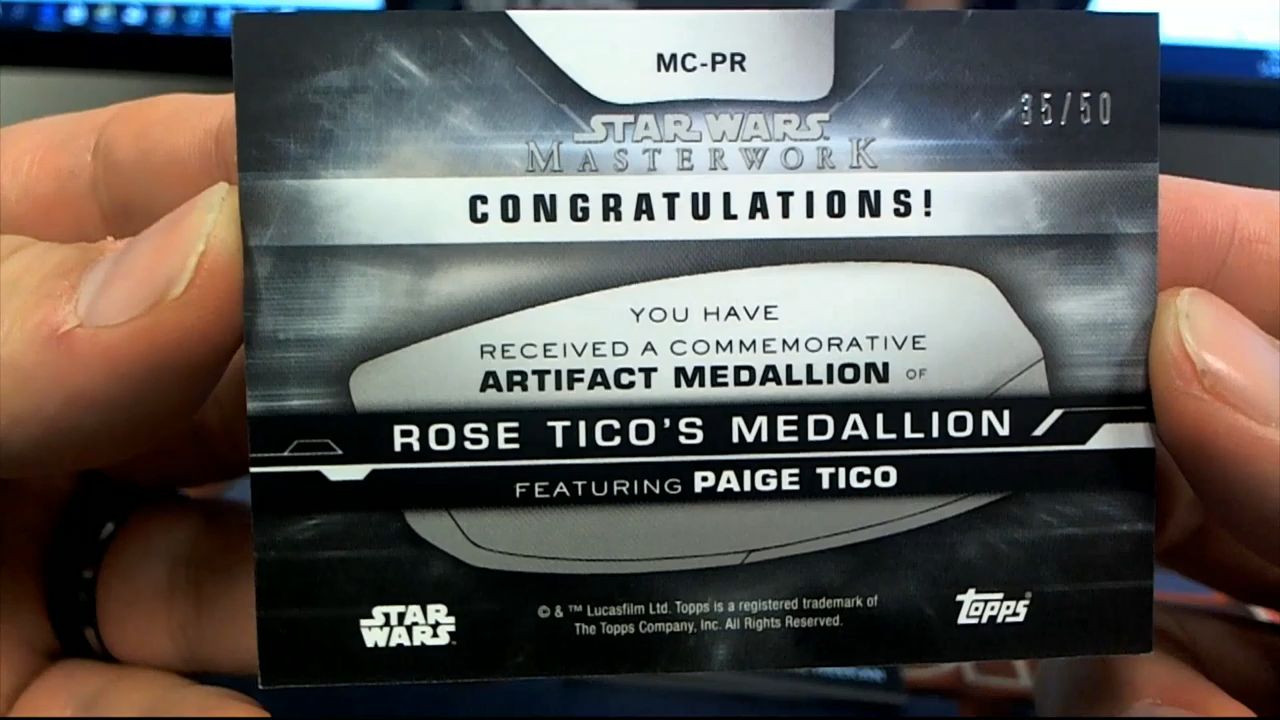 MC-PR
35/50
STAR WARS
MASTERWORK
CONGRATULATIONS!
YOU HAVE
RECEIVED A COMMEMORATIVE
ARTIFACT MEDALLION OF
ROSE TICO'S MEDALLION
FEATURING PAIGE TICO
STAR
WARS
© & ™ Lucasfilm Ltd. Topps is a registered trademark of
The Topps Company, Inc. All Rights Reserved.
Topps®